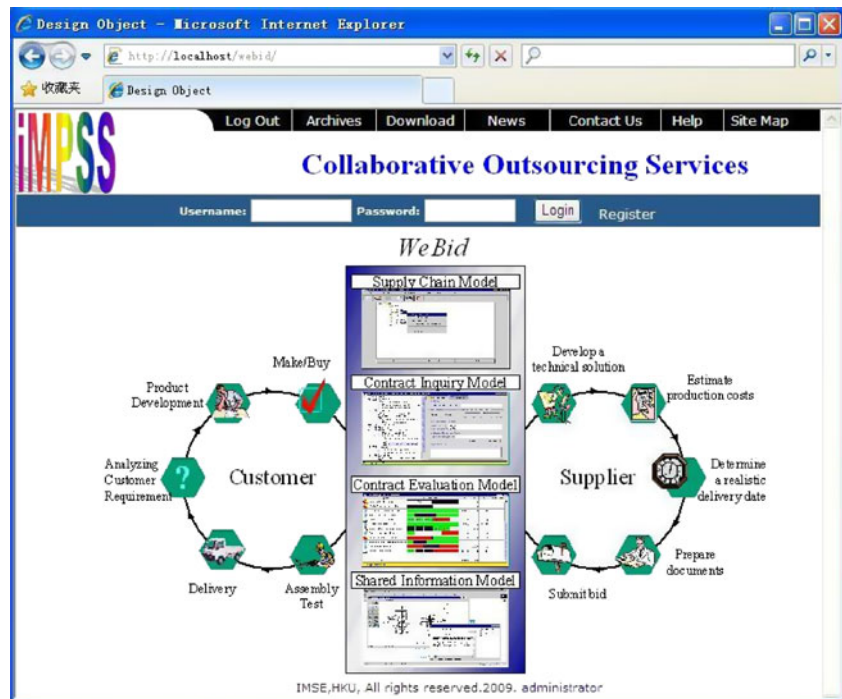 Design Object - Microsoft Internet Explorer
http://localhost/webid/
收藏夹
Design Object
iMPSS
Log Out Archives Download News Contact Us Help Site Map
Collaborative Outsourcing Services
Username: Password: Login Register
WeBid
Supply Chain Model
Make/Buy
Develop a
technical solution
Contract Inquiry Model
Product
Development
Estimate
production costs
Analyzing
Customer
Requirement
Customer
Supplier
Determine
a realistic
delivery date
Contract Evaluation Model
Delivery
Assembly
Test
Shared Information Model
Submit bid
Prepare
documents
IMSE,HKU, All rights reserved.2009. administrator